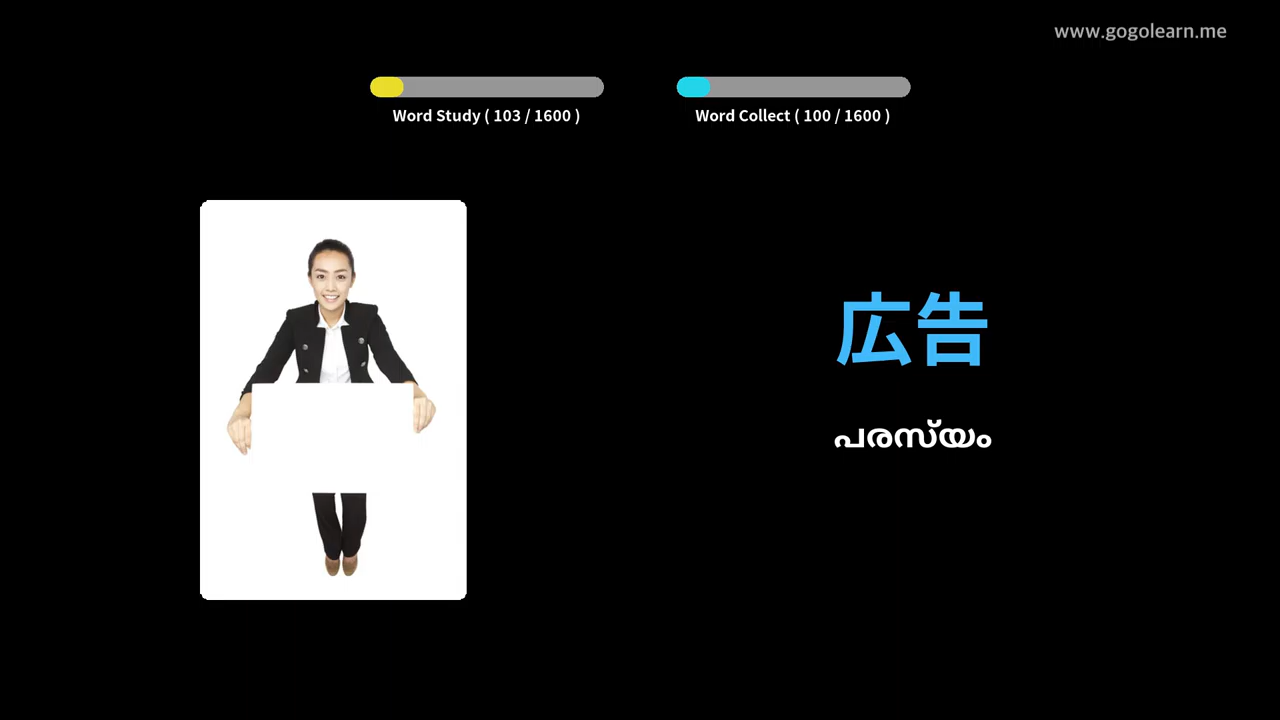 www.gogolearn.me
Word Study ( 103 / 1600 )
Word Collect ( 100 / 1600 )
広告
പരസ്യം